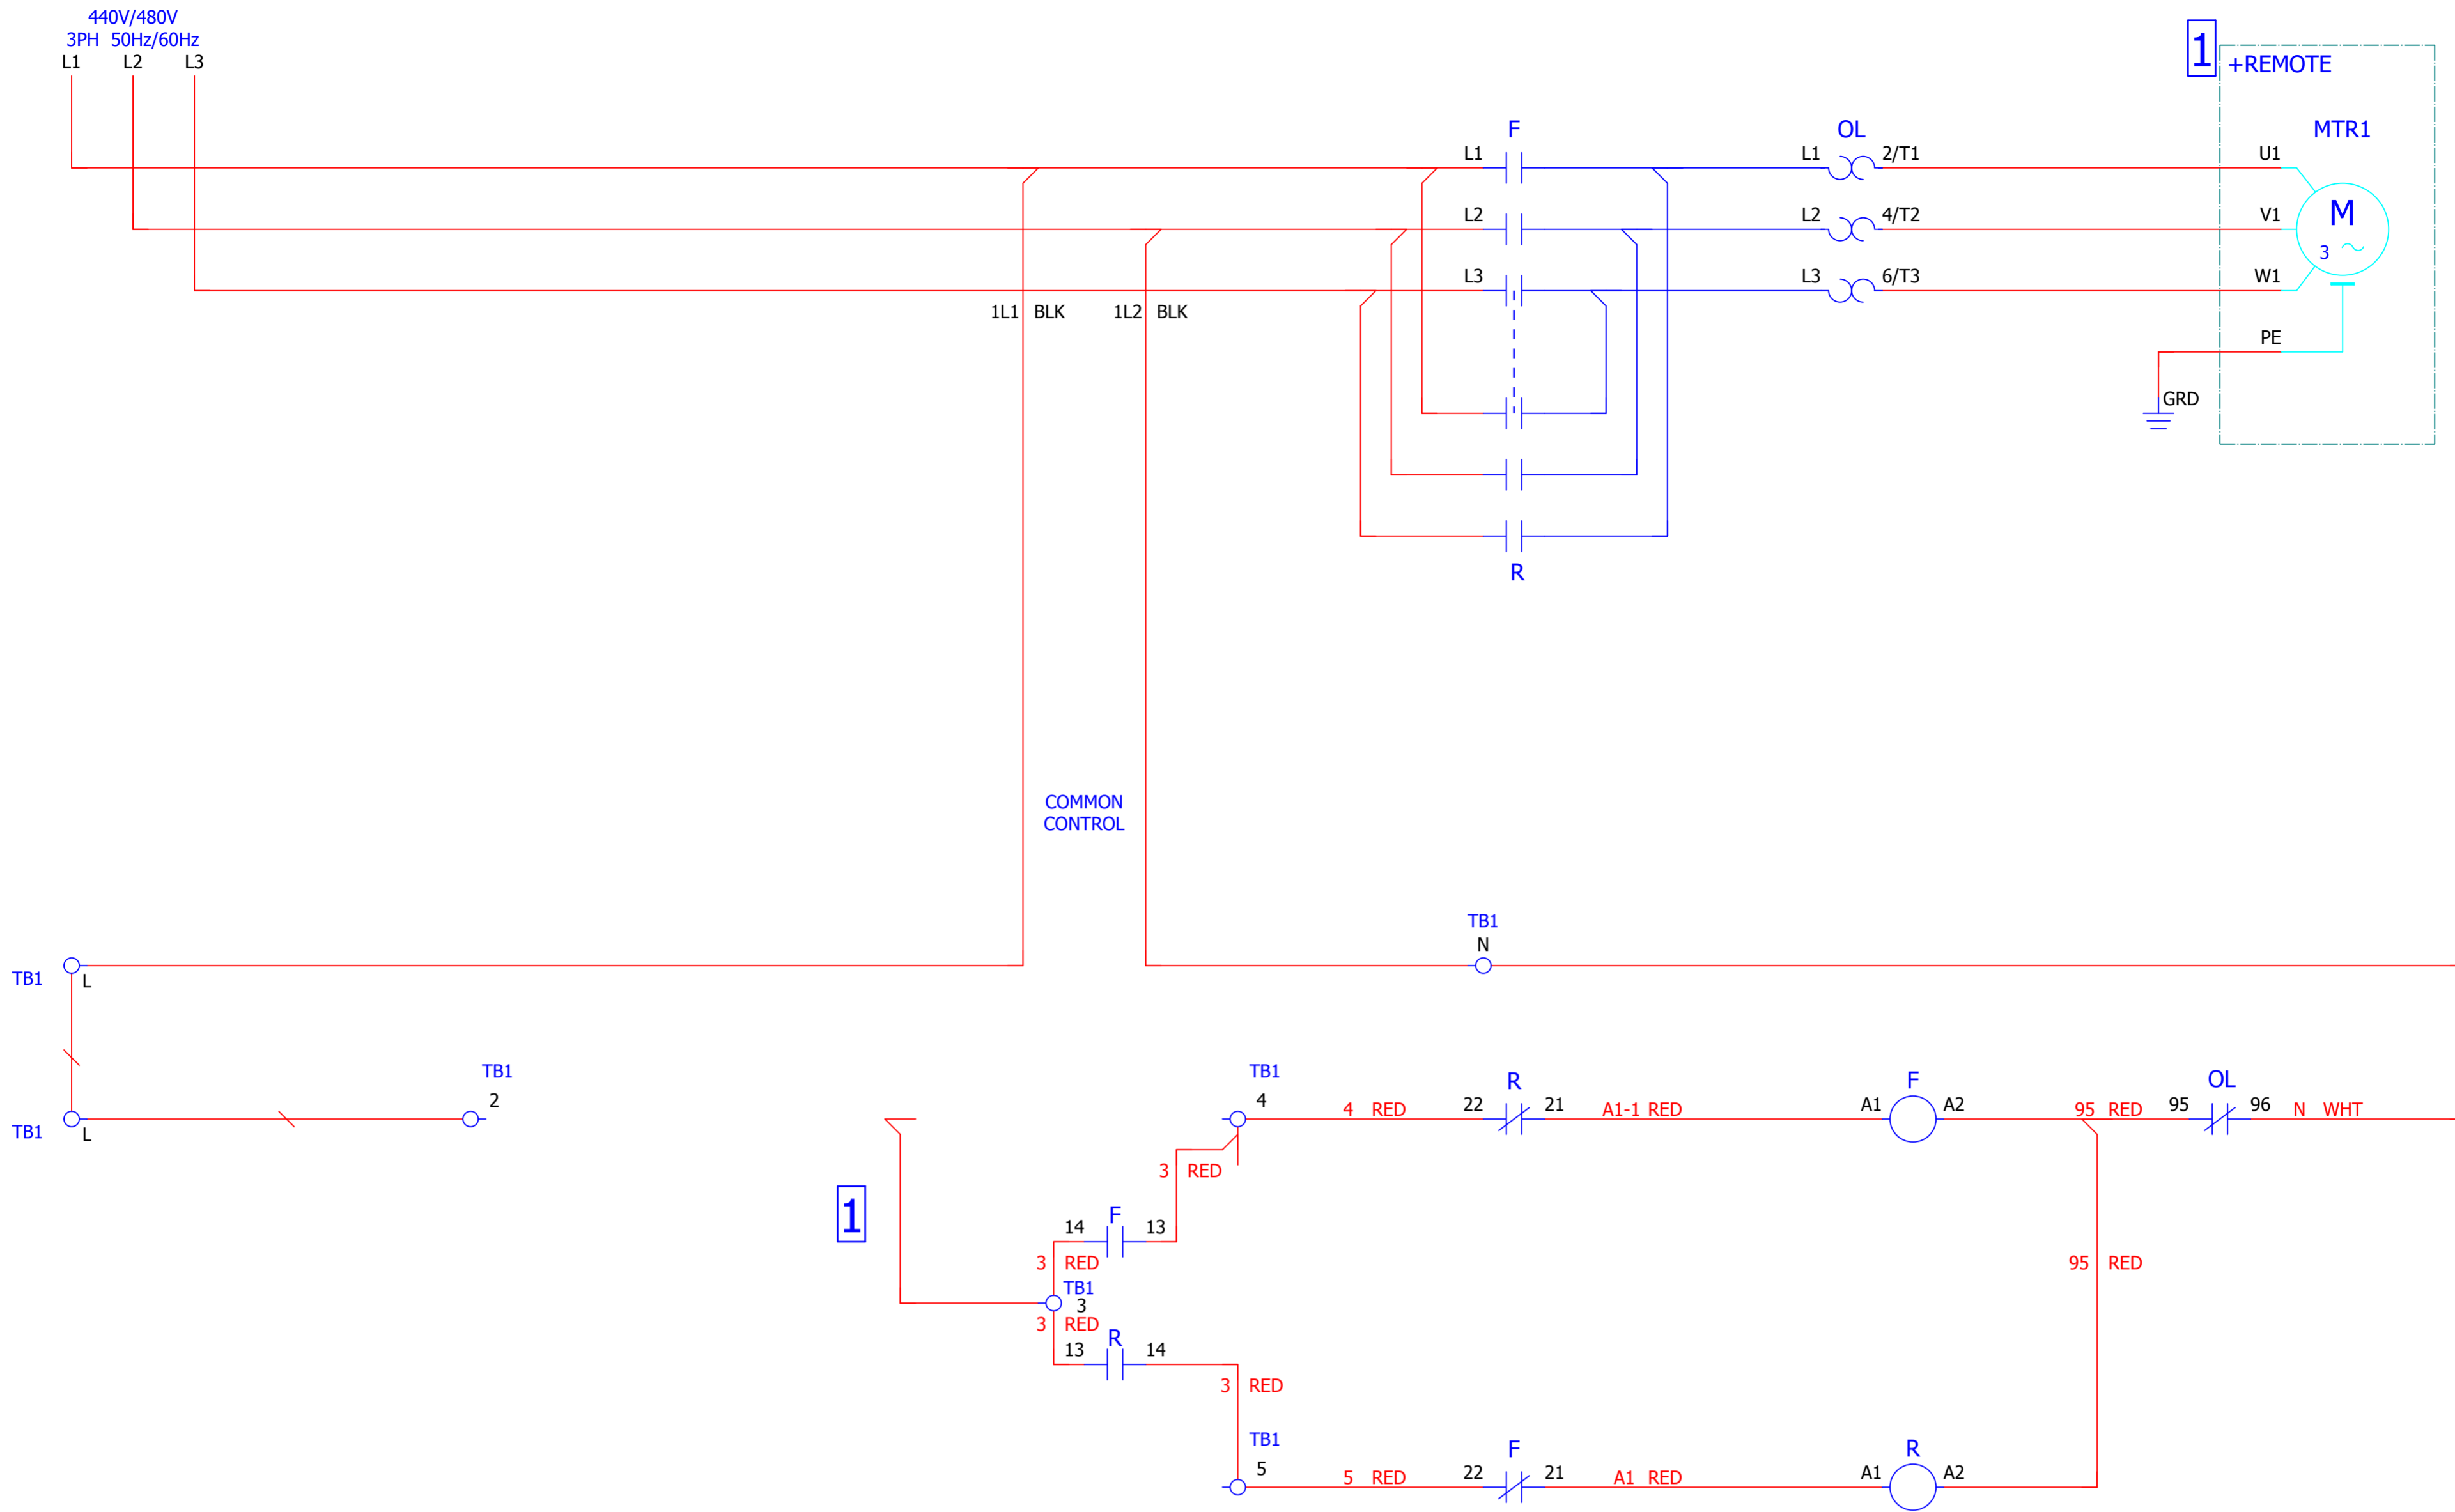 440V/480V
3PH 50Hz/60Hz
L1 L2 L3
1
+REMOTE
F OL MTR1
L1 L1 2/T1 U1
L2 L2 4/T2 V1
M
3
L3 L3 6/T3 W1
1L1 BLK 1L2 BLK
PE
GRD
R
COMMON
CONTROL
TB1
N
TB1 L
TB1
2
TB1
4
R F OL
4 RED 22 21 A1-1 RED A1 A2 95 RED 95 96 N WHT
TB1 L
3 RED
1
F
14 13
3 RED
95 RED
TB1
3
3 RED
R
13 14
3 RED
TB1
5
F R
5 RED 22 21 A1 RED A1 A2